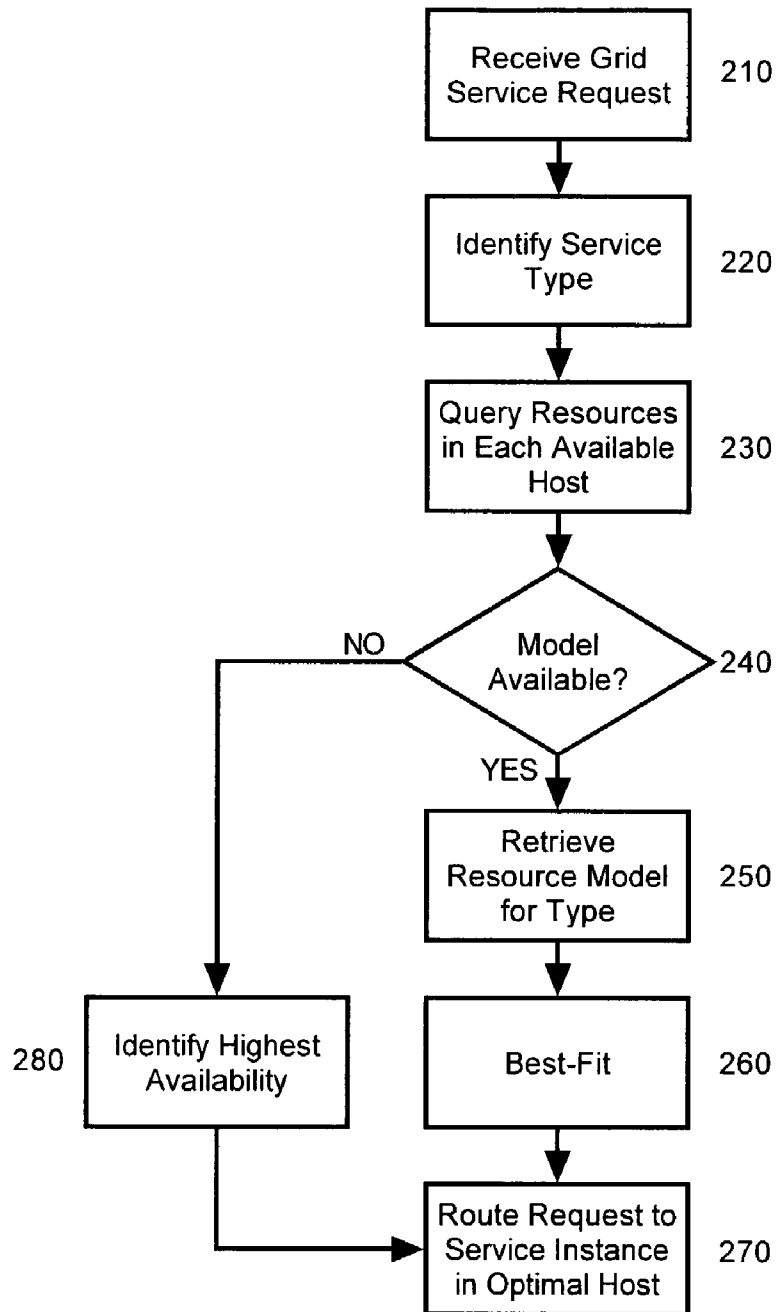 Receive Grid
Service Request
210
Identify Service
Type
220
Query Resources
in Each Available
Host
230
NO
Model
Available?
240
YES
Retrieve
Resource Model
for Type
250
280
Identify Highest
Availability
Best-Fit
260
Route Request to
Service Instance
in Optimal Host
270